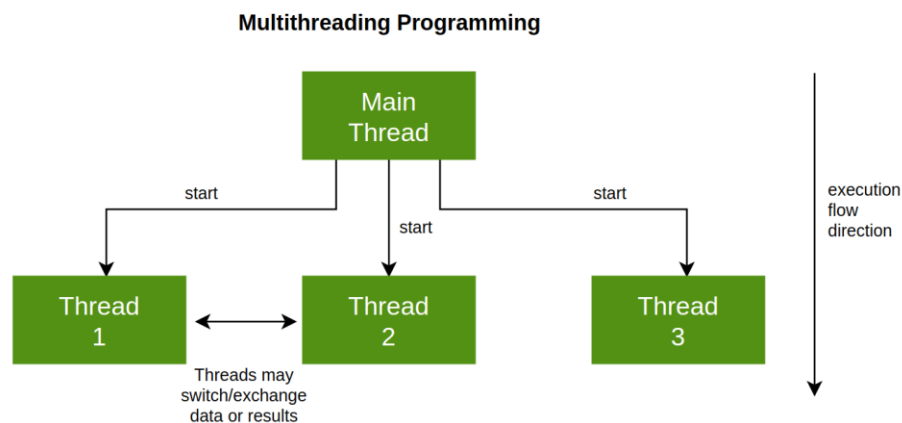 Multithreading Programming
Main
Thread
start
start
start
execution
flow
direction
Thread
1
Thread
2
Thread
3
Threads may
switch/exchange
data or results